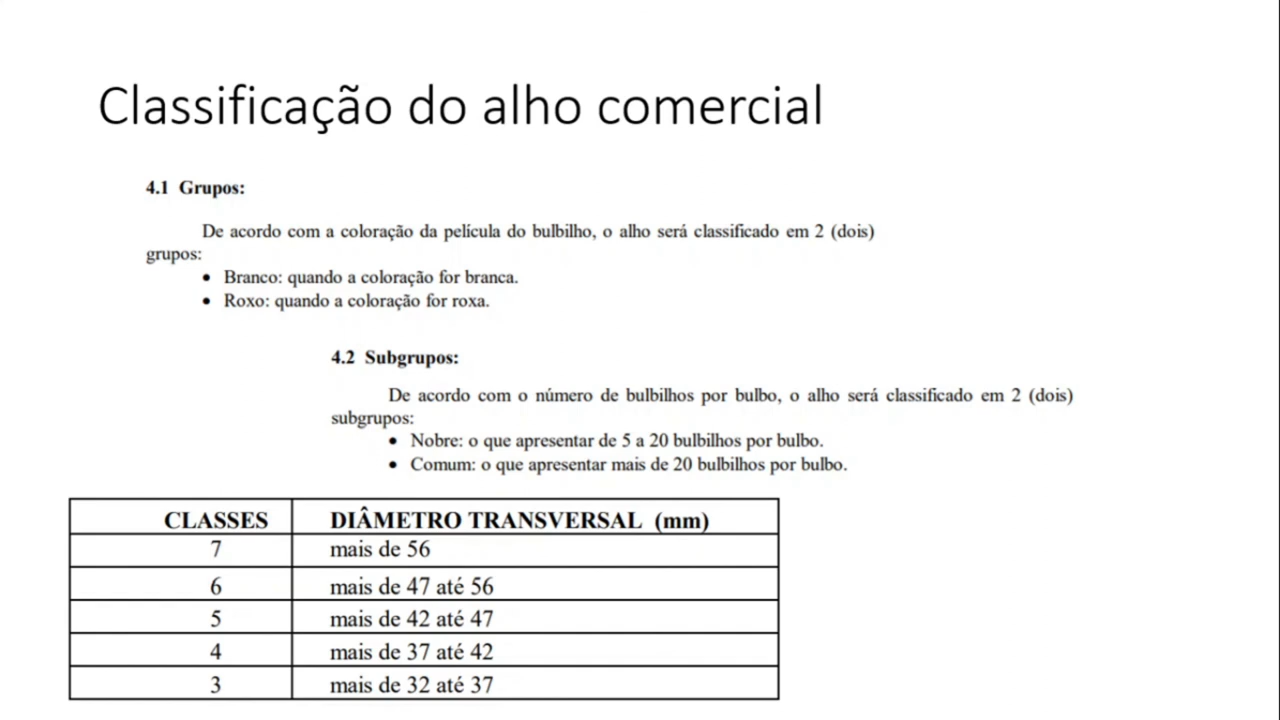 Classificação do alho comercial
4.1 Grupos:
De acordo com a coloração da película do bulbilho, o alho será classificado em 2 (dois)
grupos:
• Branco: quando a coloração for branca.
• Roxo: quando a coloração for roxa.
4.2 Subgrupos:
De acordo com o número de bulbilhos por bulbo, o alho será classificado em 2 (dois)
subgrupos:
• Nobre: o que apresentar de 5 a 20 bulbilhos por bulbo.
• Comum: o que apresentar mais de 20 bulbilhos por bulbo.
CLASSES DIÂMETRO TRANSVERSAL (mm)
7 mais de 56
6 mais de 47 até 56
5 mais de 42 até 47
4 mais de 37 até 42
3 mais de 32 até 37